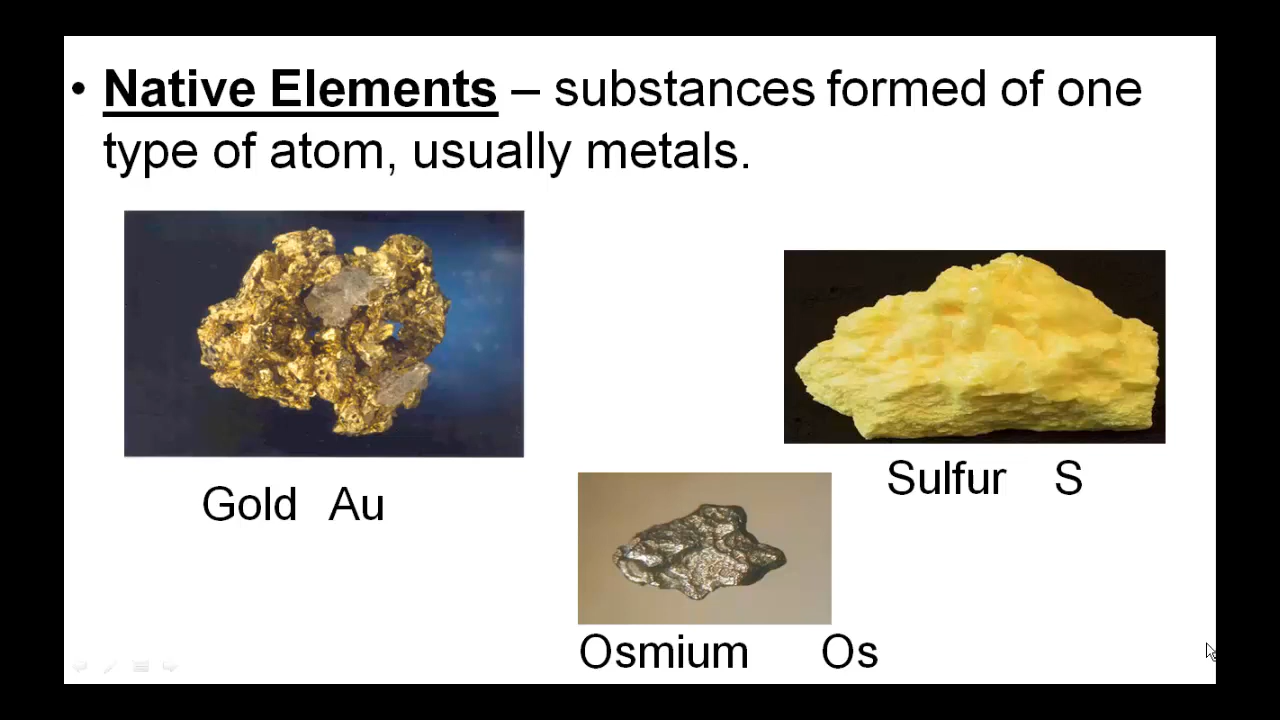 • Native Elements – substances formed of one
type of atom, usually metals.
Gold Au
Sulfur S
Osmium Os